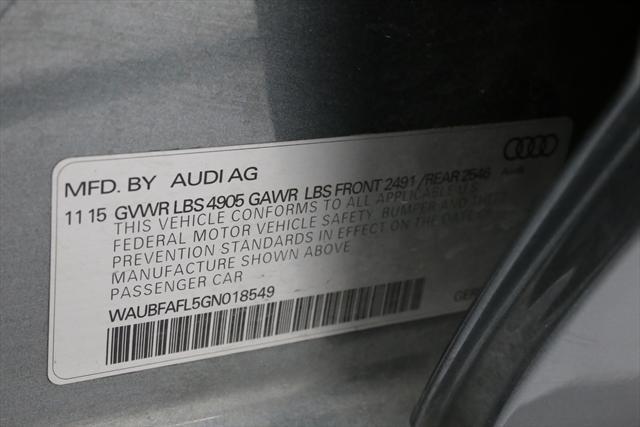 MFD. BY AUDI AG
Audi
11 15 GVWR LBS 4905 GAWR LBS FRONT 2491 /REAR 2546
THIS VEHICLE CONFORMS TO ALL APPLICABLE U.S.
FEDERAL MOTOR VEHICLE SAFETY, BUMPER AND THEFT
PREVENTION STANDARDS IN EFFECT ON THE DATE OF
MANUFACTURE SHOWN ABOVE
PASSENGER CAR
WAUBFAFL5GN018549